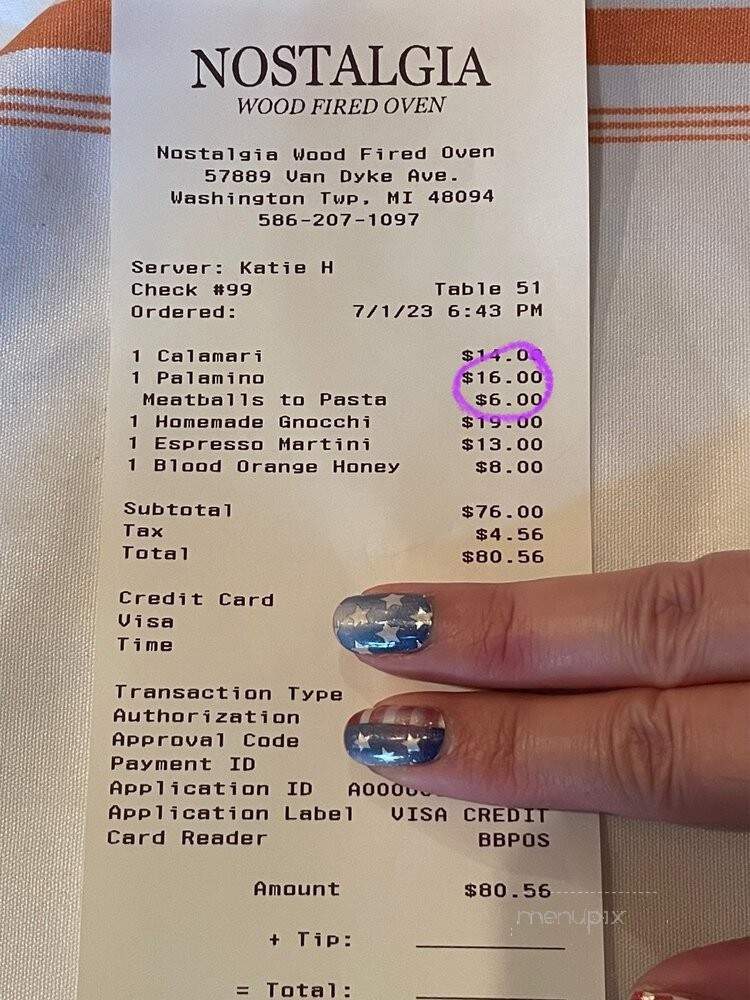 NOSTALGIA
WOOD FIRED OVEN
Nostalgia Wood Fired Oven
57889 Van Dyke Ave.
Washington Twp, MI 48094
586-207-1097
Server: Katie H
Check #99 Table 51
Ordered: 7/1/23 6:43 PM
1 Calamari $14.00
1 Palamino $16.00
Meatballs to Pasta $6.00
1 Homemade Gnocchi $19.00
1 Espresso Martini $13.00
1 Blood Orange Honey $8.00
Subtotal $76.00
Tax $4.56
Total $80.56
Credit Card
Visa
Time
Transaction Type
Authorization
Approval Code
Payment ID
Application ID
Application Label VISA CREDIT
Card Reader BBPOS
Amount $80.56
menupix
+ Tip:
= Total: